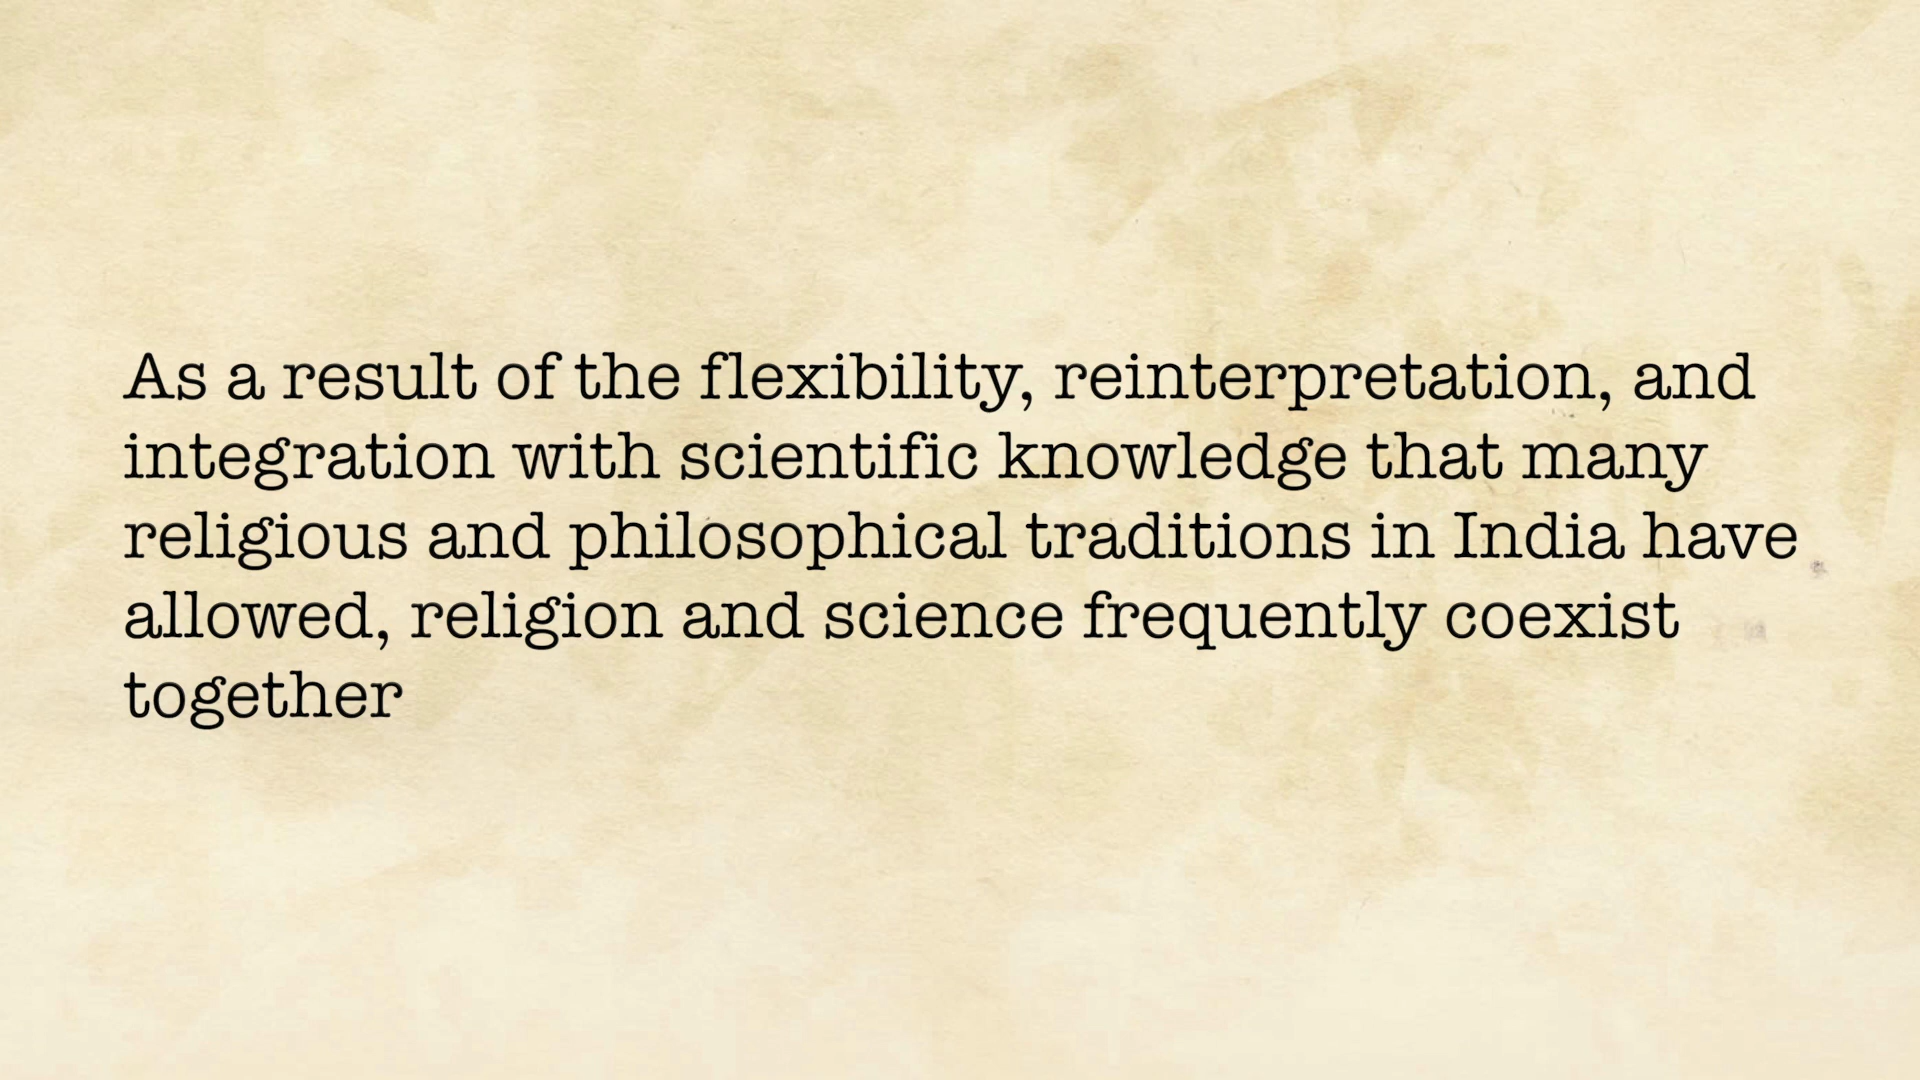 As a result of the flexibility, reinterpretation, and
integration with scientific knowledge that many
religious and philosophical traditions in India have
allowed, religion and science frequently coexist
together